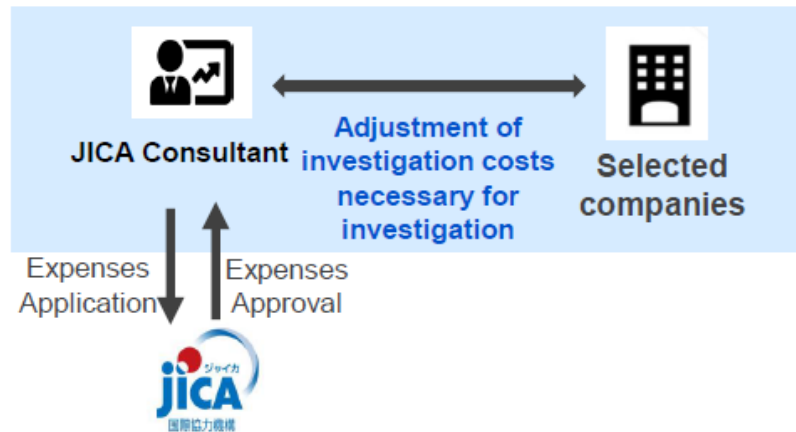 JICA Consultant
Adjustment of
investigation costs
necessary for
investigation
Selected
companies
Expenses
Application
Expenses
Approval
ジャイカ
JICA
国際協力機構